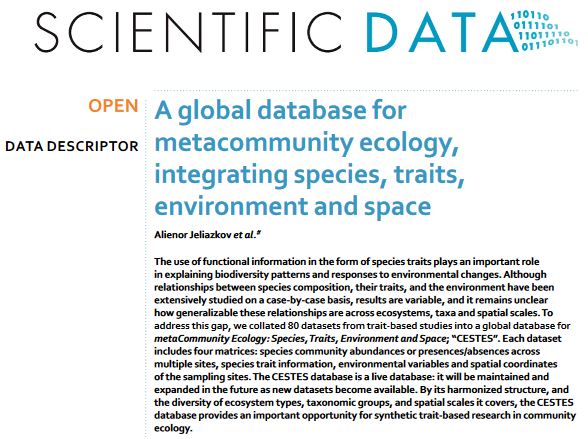 SCIENTIFIC DATA
110110
0111101
11011110
011101101
OPEN
DATA DESCRIPTOR
A global database for
metacommunity ecology,
integrating species, traits,
environment and space
Alienor Jeliazkov et al.#
The use of functional information in the form of species traits plays an important role
in explaining biodiversity patterns and responses to environmental changes. Although
relationships between species composition, their traits, and the environment have been
extensively studied on a case-by-case basis, results are variable, and it remains unclear
how generalizable these relationships are across ecosystems, taxa and spatial scales. To
address this gap, we collated 80 datasets from trait-based studies into a global database for
metaCommunity Ecology: Species, Traits, Environment and Space; “CESTES”. Each dataset
includes four matrices: species community abundances or presences/absences across
multiple sites, species trait information, environmental variables and spatial coordinates
of the sampling sites. The CESTES database is a live database: it will be maintained and
expanded in the future as new datasets become available. By its harmonized structure, and
the diversity of ecosystem types, taxonomic groups, and spatial scales it covers, the CESTES
database provides an important opportunity for synthetic trait-based research in community
ecology.